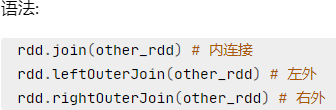 语法:
rdd.join(other_rdd) # 内连接
rdd.leftOuterJoin(other_rdd) # 左外
rdd.rightOuterJoin(other_rdd) # 右外